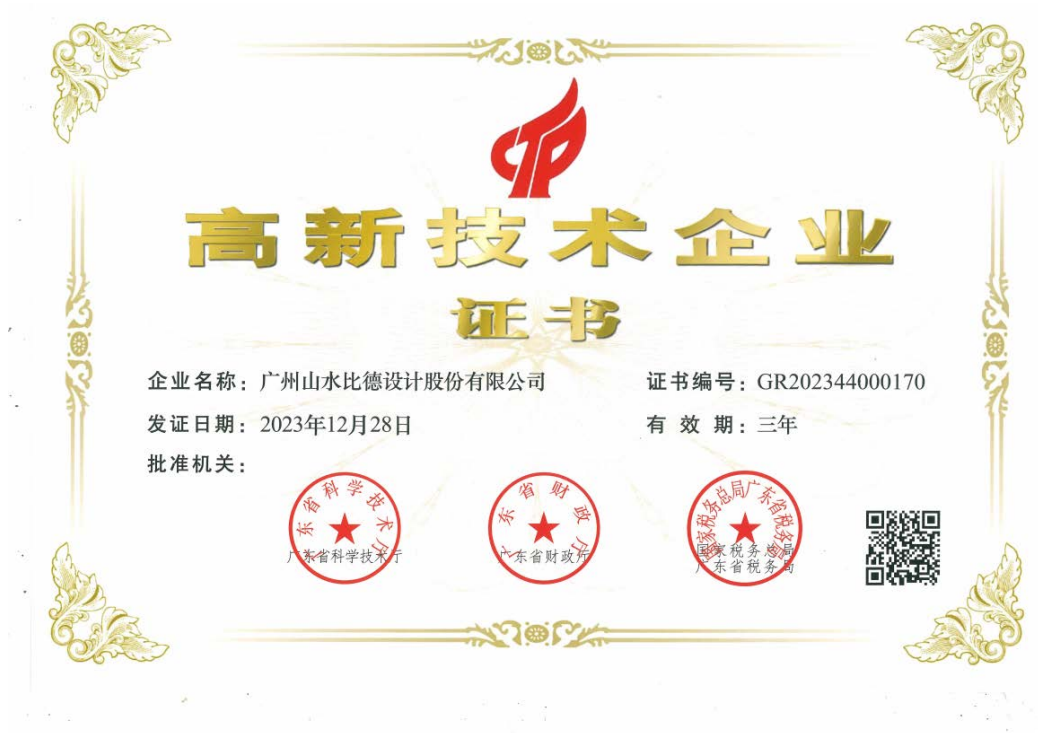 CTP
高新技术企业
证书
企业名称：广州山水比德设计股份有限公司
证书编号：GR202344000170
发证日期：2023年12月28日
有 效 期：三年
批准机关：
广东省科学技术厅
广东省科学技术厅
广东省财政厅
广东省财政厅
国家税务总局广东省税务局
国家税务总局
广东省税务局